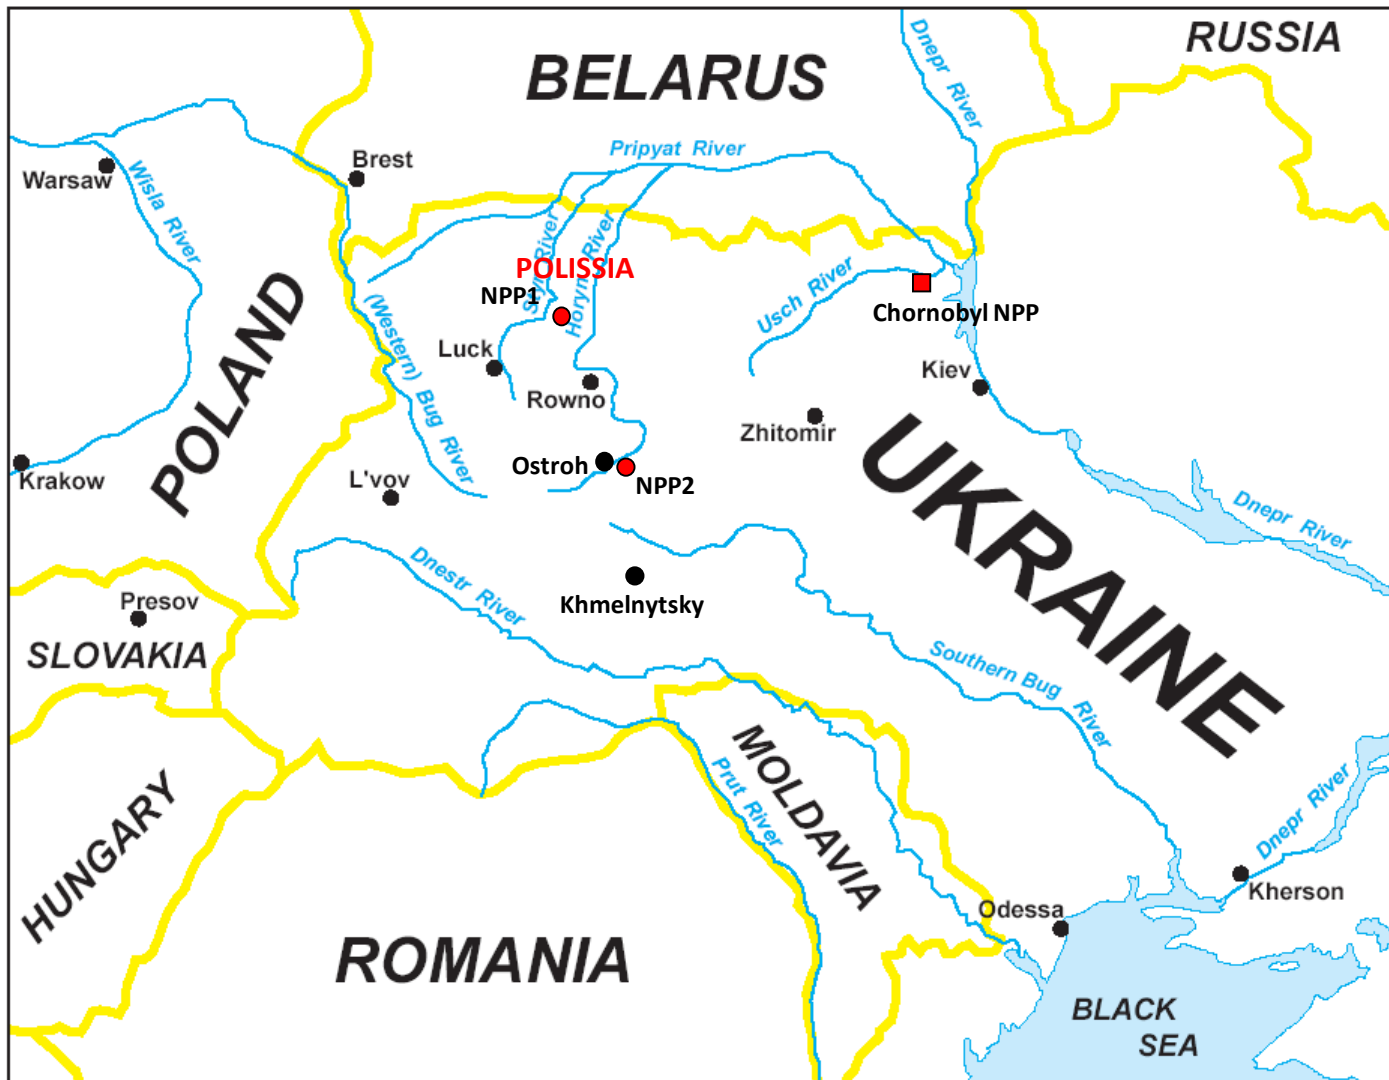 RUSSIA
BELARUS
Dnepr River
Pripyat River
Brest
Warsaw
Wisla River
Styr River
Horyn River
POLISSIA
NPP1
Usch River
Chornobyl NPP
(Western) Bug River
POLAND
Luck
Rowno
Kiev
Zhitomir
UKRAINE
Krakow
L'vov
Ostroh
NPP2
Dnepr River
Dnestr River
Khmelnytsky
Presov
SLOVAKIA
Southern Bug River
HUNGARY
MOLDAVIA
Prut River
Dnepr River
Kherson
Odessa
ROMANIA
BLACK
SEA